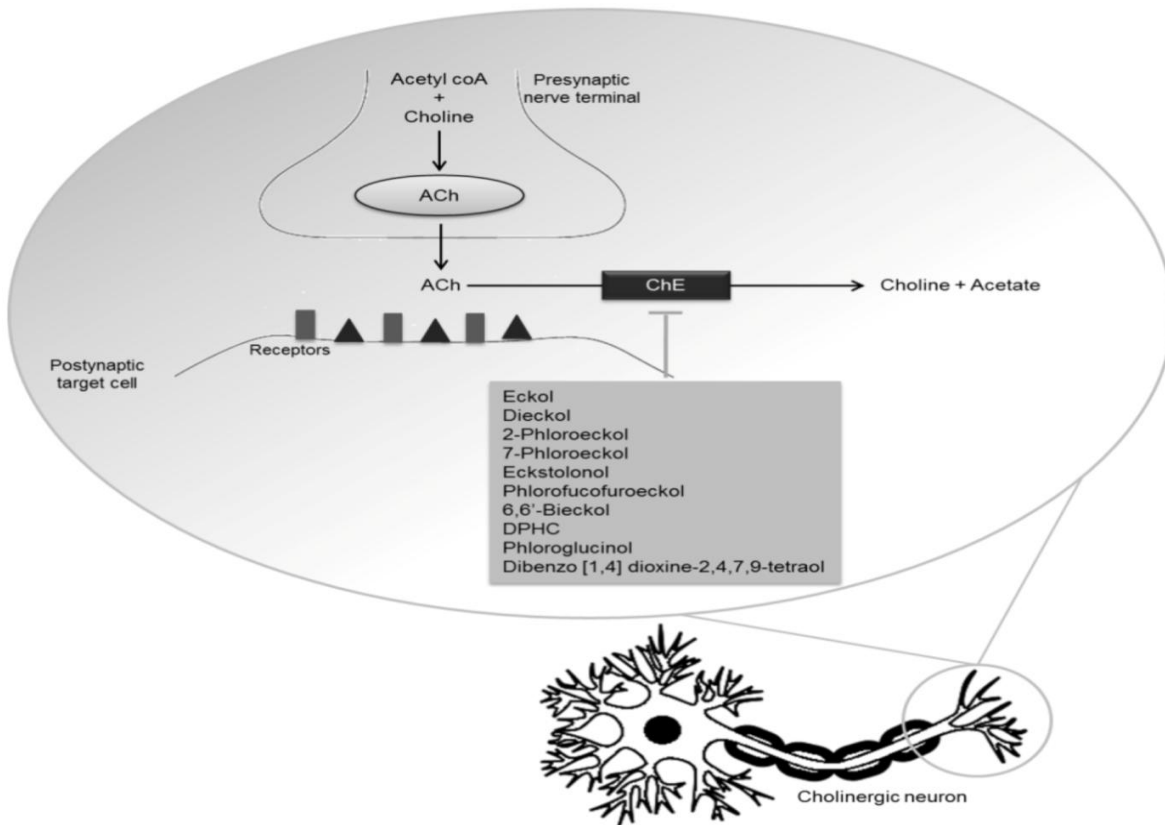 Acetyl coA
+
Choline
Presynaptic
nerve terminal
ACh
ACh
ChE
Choline + Acetate
Receptors
Postynaptic
target cell
Eckol
Dieckol
2-Phloroeckol
7-Phloroeckol
Eckstolonol
Phlorofucofuroeckol
6,6'-Bieckol
DPHC
Phloroglucinol
Dibenzo [1,4] dioxine-2,4,7,9-tetraol
Cholinergic neuron